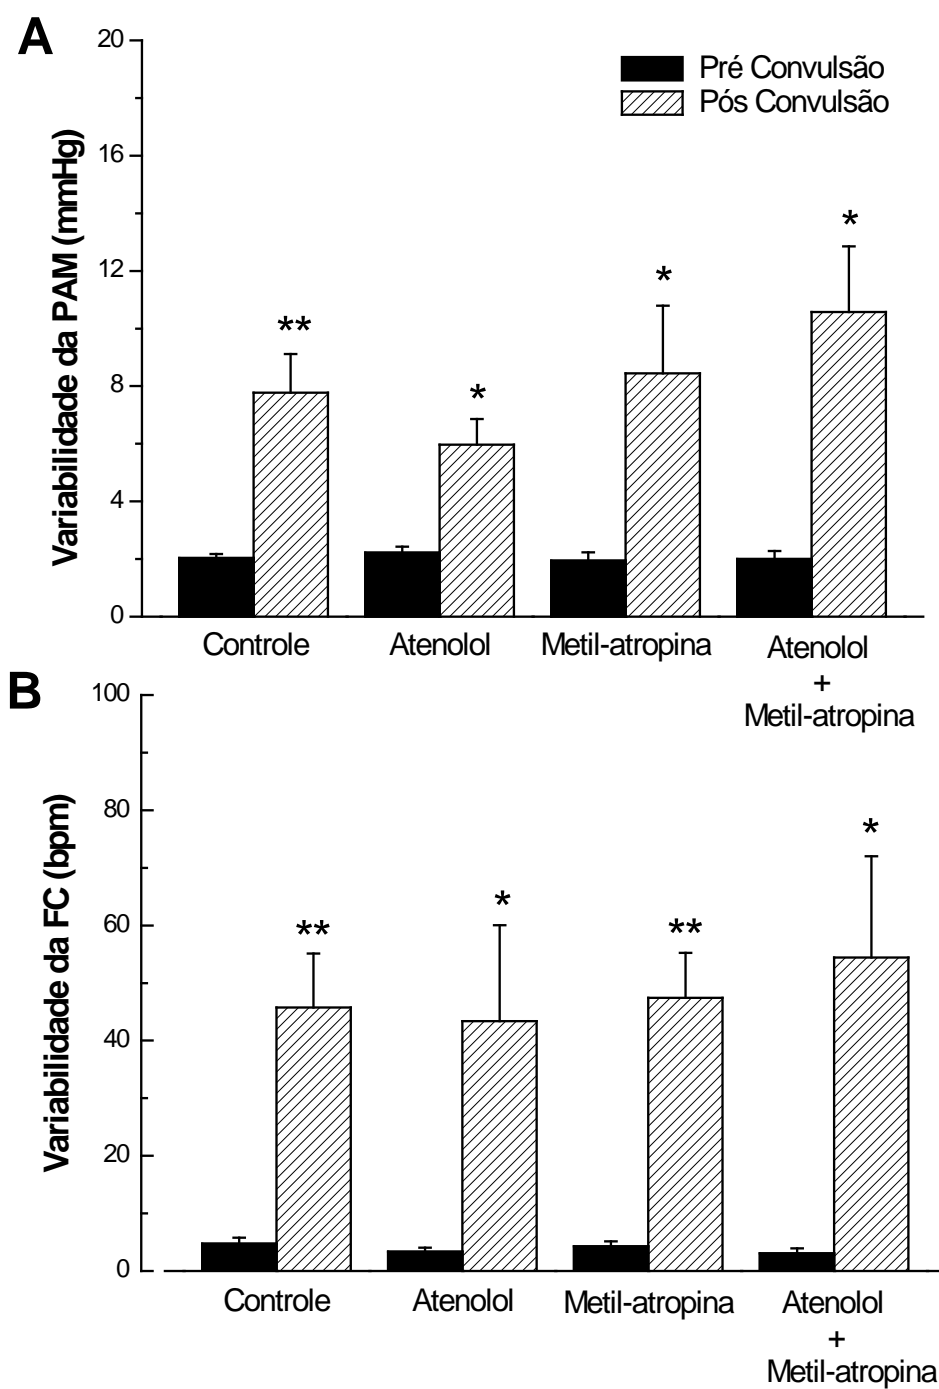 A
Variabilidade da PAM (mmHg)
20
16
12
8
4
0
Pré Convulsão
Pós Convulsão
**
*
*
*
Controle
Atenolol
Metil-atropina
Atenolol
+
Metil-atropina
B
Variabilidade da FC (bpm)
100
80
60
40
20
0
**
*
**
*
Controle
Atenolol
Metil-atropina
Atenolol
+
Metil-atropina